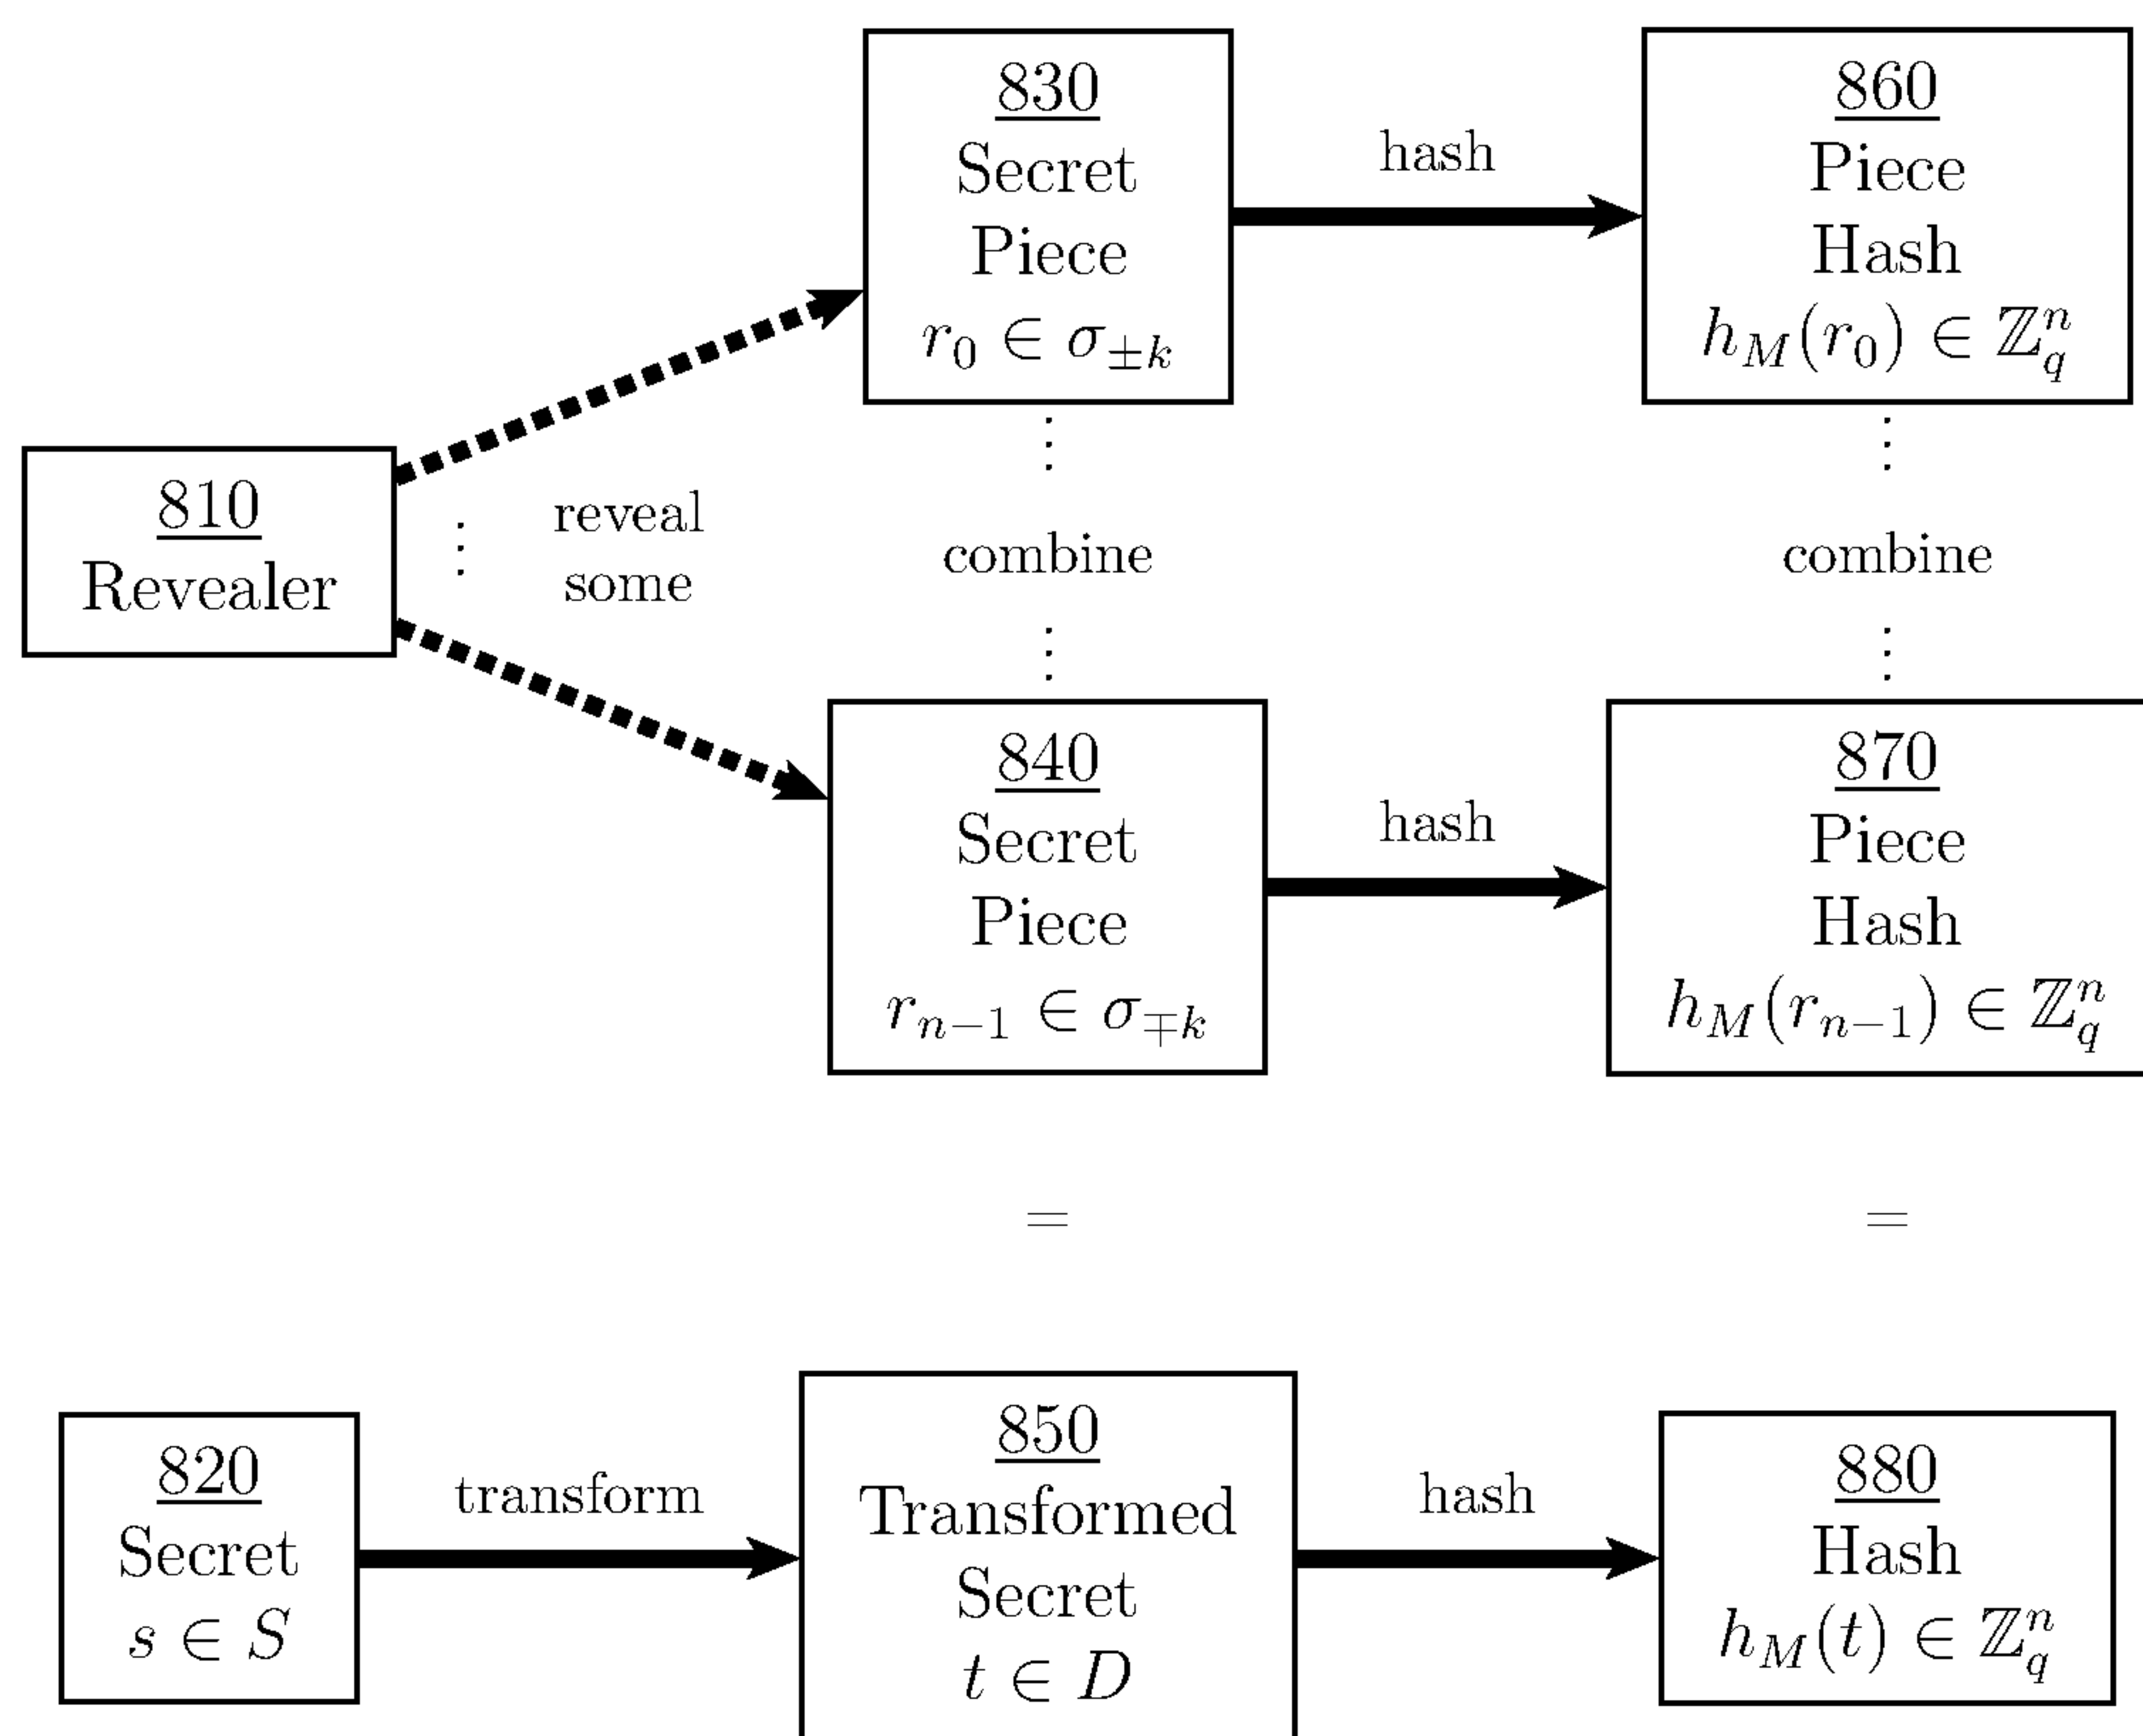 830
Secret
Piece
r_0 ∈ σ_{±k}
hash
860
Piece
Hash
h_M(r_0) ∈ ℤ_q^n
810
Revealer
⋮
reveal
some
⋮
combine
⋮
⋮
combine
⋮
840
Secret
Piece
r_{n−1} ∈ σ_{∓k}
hash
870
Piece
Hash
h_M(r_{n−1}) ∈ ℤ_q^n
=
=
820
Secret
s ∈ S
transform
850
Transformed
Secret
t ∈ D
hash
880
Hash
h_M(t) ∈ ℤ_q^n